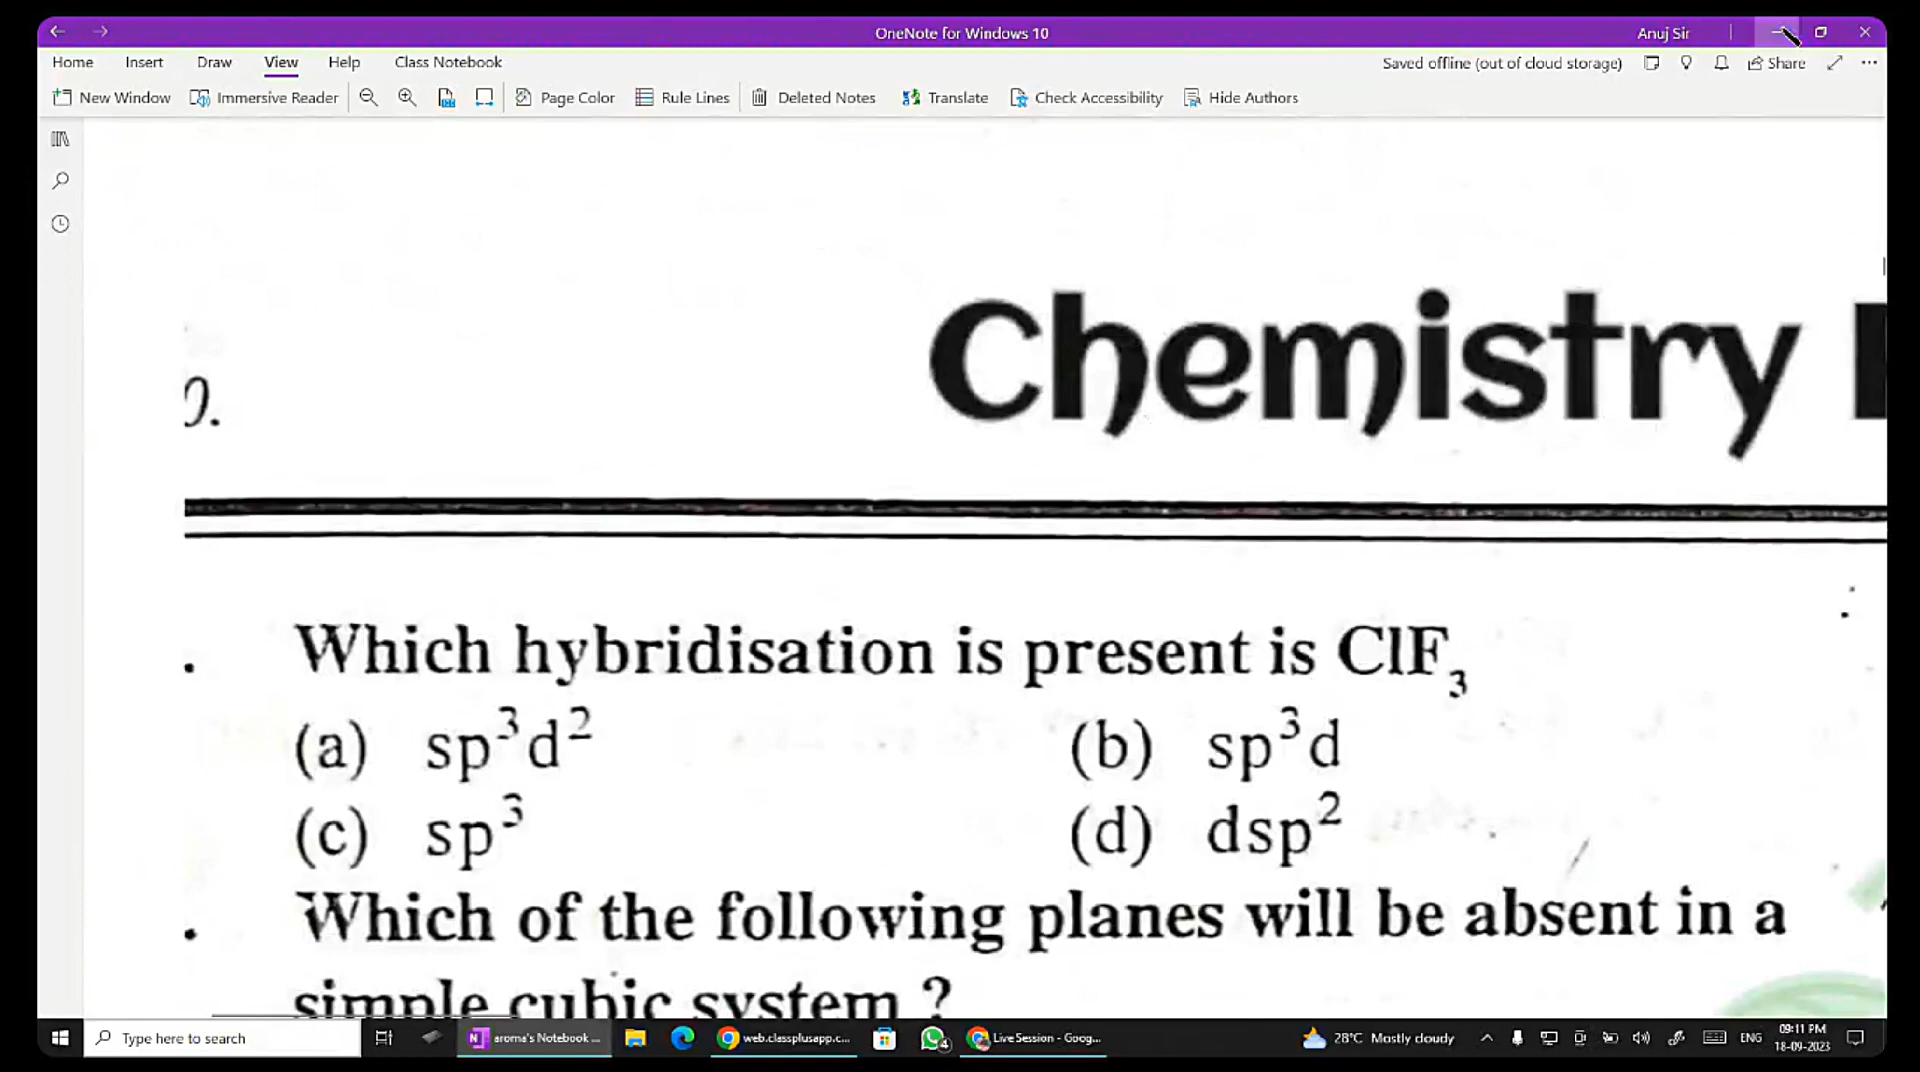 OneNote for Windows 10
Anuj Sir
Home Insert Draw View Help Class Notebook
Saved offline (out of cloud storage) Share
New Window Immersive Reader Page Color Rule Lines Deleted Notes Translate Check Accessibility Hide Authors
Chemistry
. Which hybridisation is present is ClF₃
(a) sp³d² (b) sp³d
(c) sp³ (d) dsp²
. Which of the following planes will be absent in a
simple cubic system ?
Type here to search aroma's Notebook ... web.classplusapp.c... 4 Live Session - Goog... 28°C Mostly cloudy ENG 09:11 PM
18-09-2023